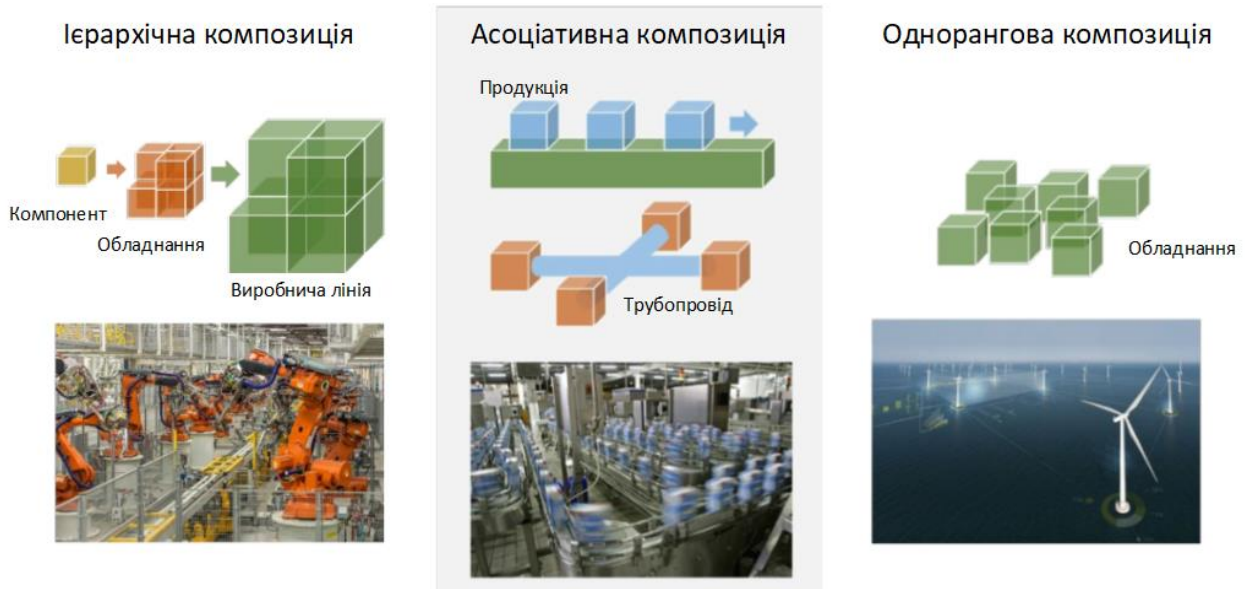 Ієрархічна композиція
Компонент
Обладнання
Виробнича лінія
Асоціативна композиція
Продукція
Трубопровід
Однорангова композиція
Обладнання